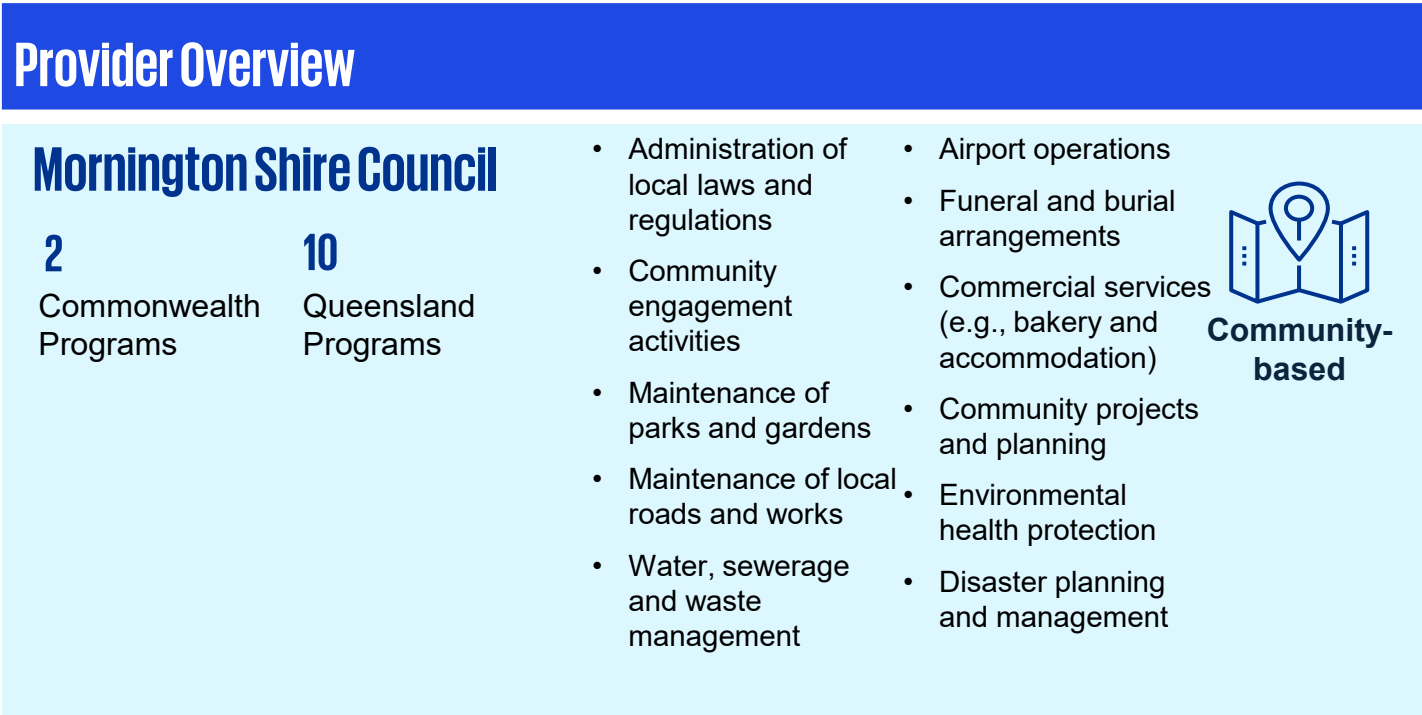 Provider Overview
Mornington Shire Council
2
Commonwealth
Programs
10
Queensland
Programs
• Administration of
local laws and
regulations
• Community
engagement
activities
• Maintenance of
parks and gardens
• Maintenance of local
roads and works
• Water, sewerage
and waste
management
• Airport operations
• Funeral and burial
arrangements
• Commercial services
(e.g., bakery and
accommodation)
• Community projects
and planning
• Environmental
health protection
• Disaster planning
and management
Community-
based